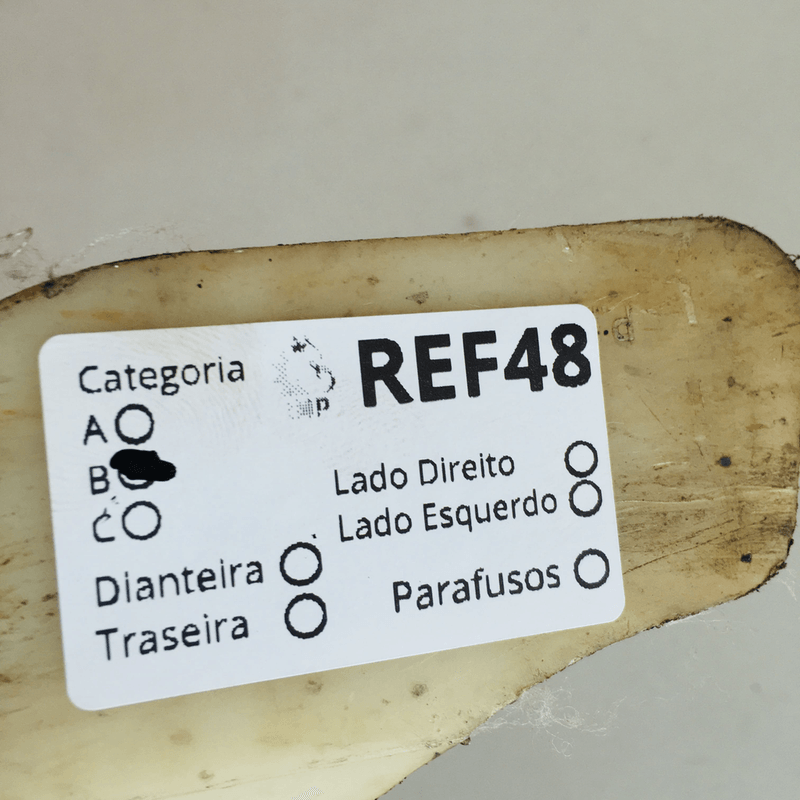 Categoria
REF48
A
B
C
Lado Direito
Lado Esquerdo
Dianteira
Traseira
Parafusos